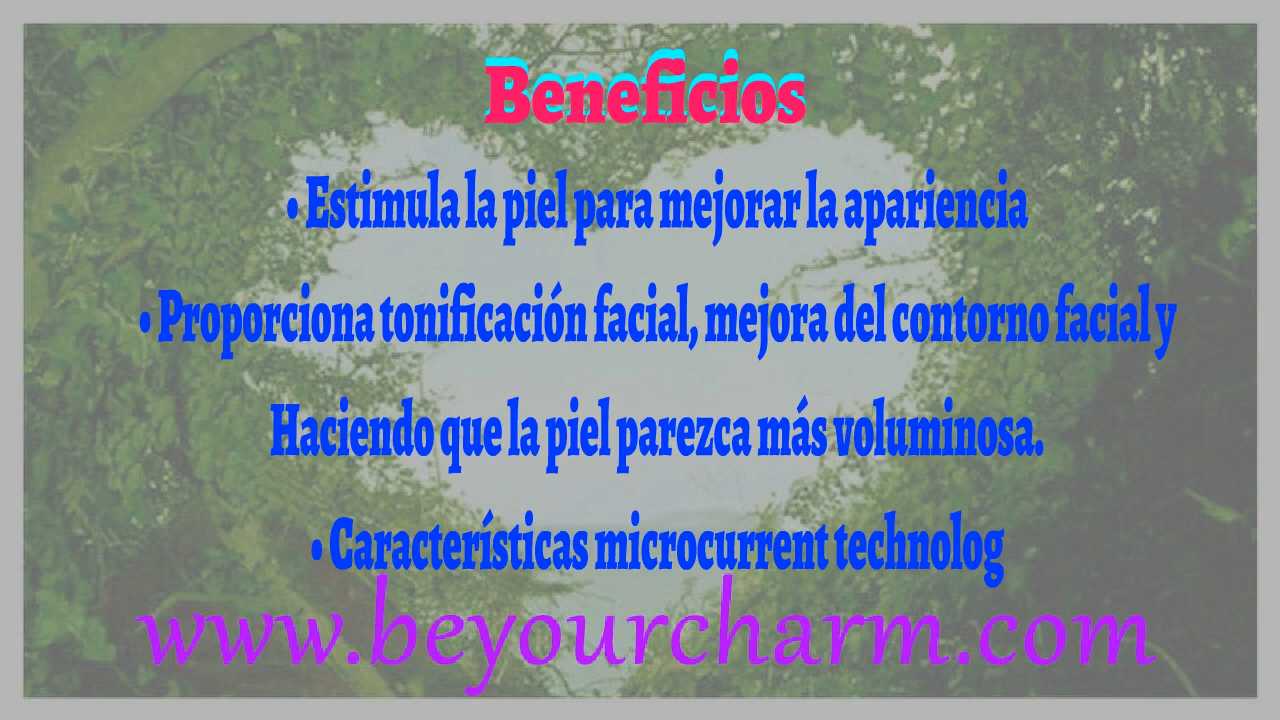 Beneficios
• Estimula la piel para mejorar la apariencia
• Proporciona tonificación facial, mejora del contorno facial y
Haciendo que la piel parezca más voluminosa.
• Características microcurrent technolog
www.beyourcharm.com